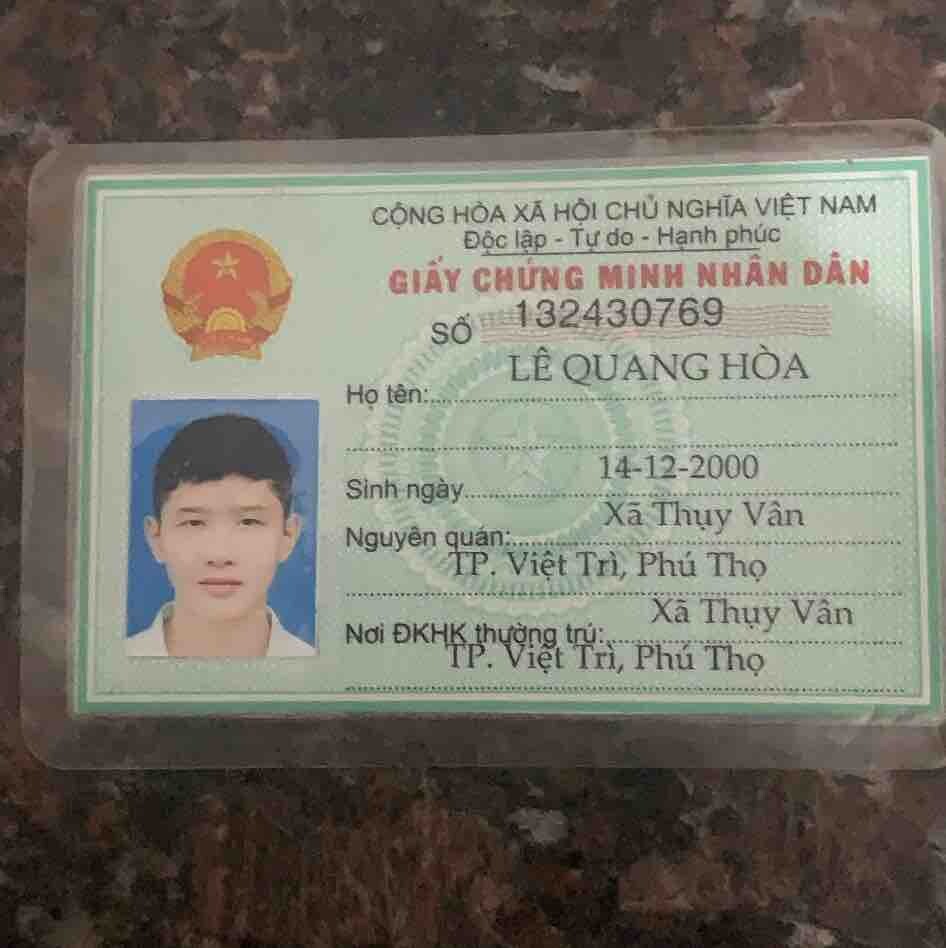 CỘNG HÒA XÃ HỘI CHỦ NGHĨA VIỆT NAM
Độc lập - Tự do - Hạnh phúc
GIẤY CHỨNG MINH NHÂN DÂN
SỐ 132430769
Họ tên: LÊ QUANG HÒA
Sinh ngày 14-12-2000
Nguyên quán: Xã Thụy Vân
TP. Việt Trì, Phú Thọ
Nơi ĐKHK thường trú: Xã Thụy Vân
TP. Việt Trì, Phú Thọ